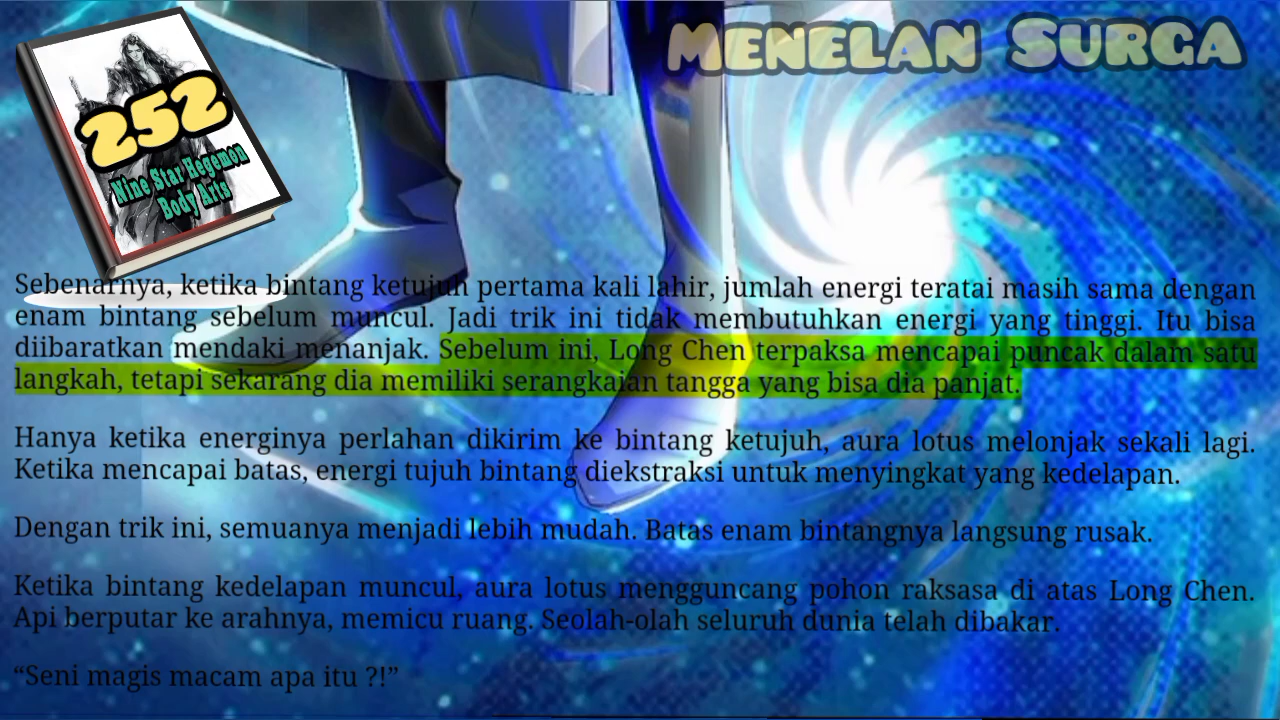 MENELAN SURGA
252
Nine Star Hegemon
Body Arts
Sebenarnya, ketika bintang ketujuh pertama kali lahir, jumlah energi teratai masih sama dengan
enam bintang sebelum muncul. Jadi trik ini tidak membutuhkan energi yang tinggi. Itu bisa
diibaratkan mendaki menanjak. Sebelum ini, Long Chen terpaksa mencapai puncak dalam satu
langkah, tetapi sekarang dia memiliki serangkaian tangga yang bisa dia panjat.
Hanya ketika energinya perlahan dikirim ke bintang ketujuh, aura lotus melonjak sekali lagi.
Ketika mencapai batas, energi tujuh bintang diekstraksi untuk menyingkat yang kedelapan.
Dengan trik ini, semuanya menjadi lebih mudah. Batas enam bintangnya langsung rusak.
Ketika bintang kedelapan muncul, aura lotus mengguncang pohon raksasa di atas Long Chen.
Api berputar ke arahnya, memicu ruang. Seolah-olah seluruh dunia telah dibakar.
“Seni magis macam apa itu ?!”